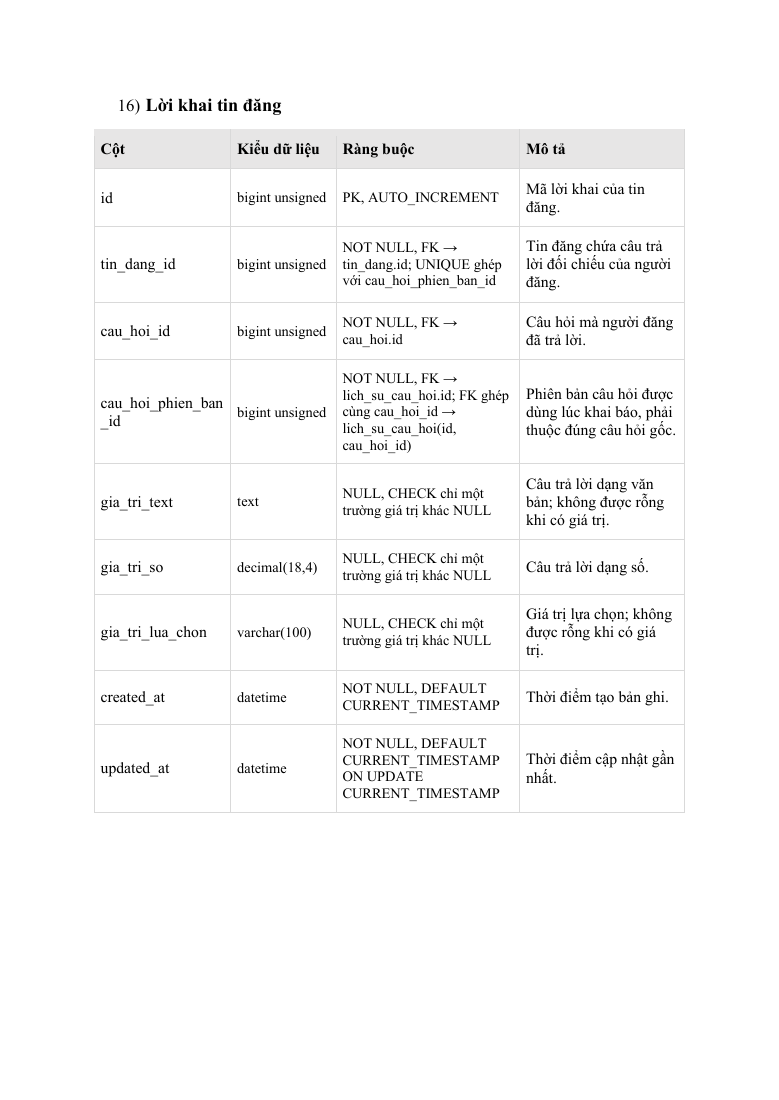 16) Lời khai tin đăng
Cột
Kiểu dữ liệu
Ràng buộc
Mô tả
id
bigint unsigned
PK, AUTO_INCREMENT
Mã lời khai của tin
đăng.
tin_dang_id
bigint unsigned
NOT NULL, FK →
tin_dang.id; UNIQUE ghép
với cau_hoi_phien_ban_id
Tin đăng chứa câu trả
lời đối chiếu của người
đăng.
cau_hoi_id
bigint unsigned
NOT NULL, FK →
cau_hoi.id
Câu hỏi mà người đăng
đã trả lời.
cau_hoi_phien_ban
_id
bigint unsigned
NOT NULL, FK →
lich_su_cau_hoi.id; FK ghép
cùng cau_hoi_id →
lich_su_cau_hoi(id,
cau_hoi_id)
Phiên bản câu hỏi được
dùng lúc khai báo, phải
thuộc đúng câu hỏi gốc.
gia_tri_text
text
NULL, CHECK chỉ một
trường giá trị khác NULL
Câu trả lời dạng văn
bản; không được rỗng
khi có giá trị.
gia_tri_so
decimal(18,4)
NULL, CHECK chỉ một
trường giá trị khác NULL
Câu trả lời dạng số.
gia_tri_lua_chon
varchar(100)
NULL, CHECK chỉ một
trường giá trị khác NULL
Giá trị lựa chọn; không
được rỗng khi có giá
trị.
created_at
datetime
NOT NULL, DEFAULT
CURRENT_TIMESTAMP
Thời điểm tạo bản ghi.
updated_at
datetime
NOT NULL, DEFAULT
CURRENT_TIMESTAMP
ON UPDATE
CURRENT_TIMESTAMP
Thời điểm cập nhật gần
nhất.